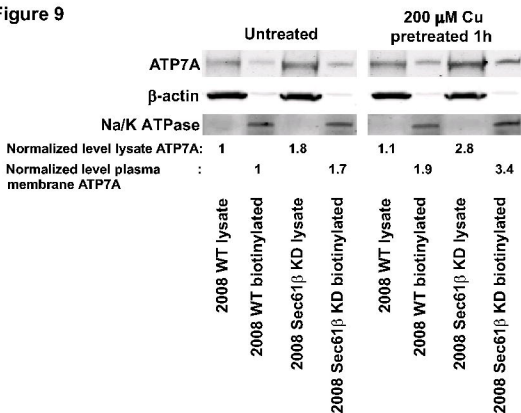 Figure 9
Untreated
200 µM Cu
pretreated 1h
ATP7A
β-actin
Na/K ATPase
Normalized level lysate ATP7A: 1 1.8 1.1 2.8
Normalized level plasma : 1 1.7 1.9 3.4
membrane ATP7A
2008 WT lysate
2008 WT biotinylated
2008 Sec61β KD lysate
2008 Sec61β KD biotinylated
2008 WT lysate
2008 WT biotinylated
2008 Sec61β KD lysate
2008 Sec61β KD biotinylated